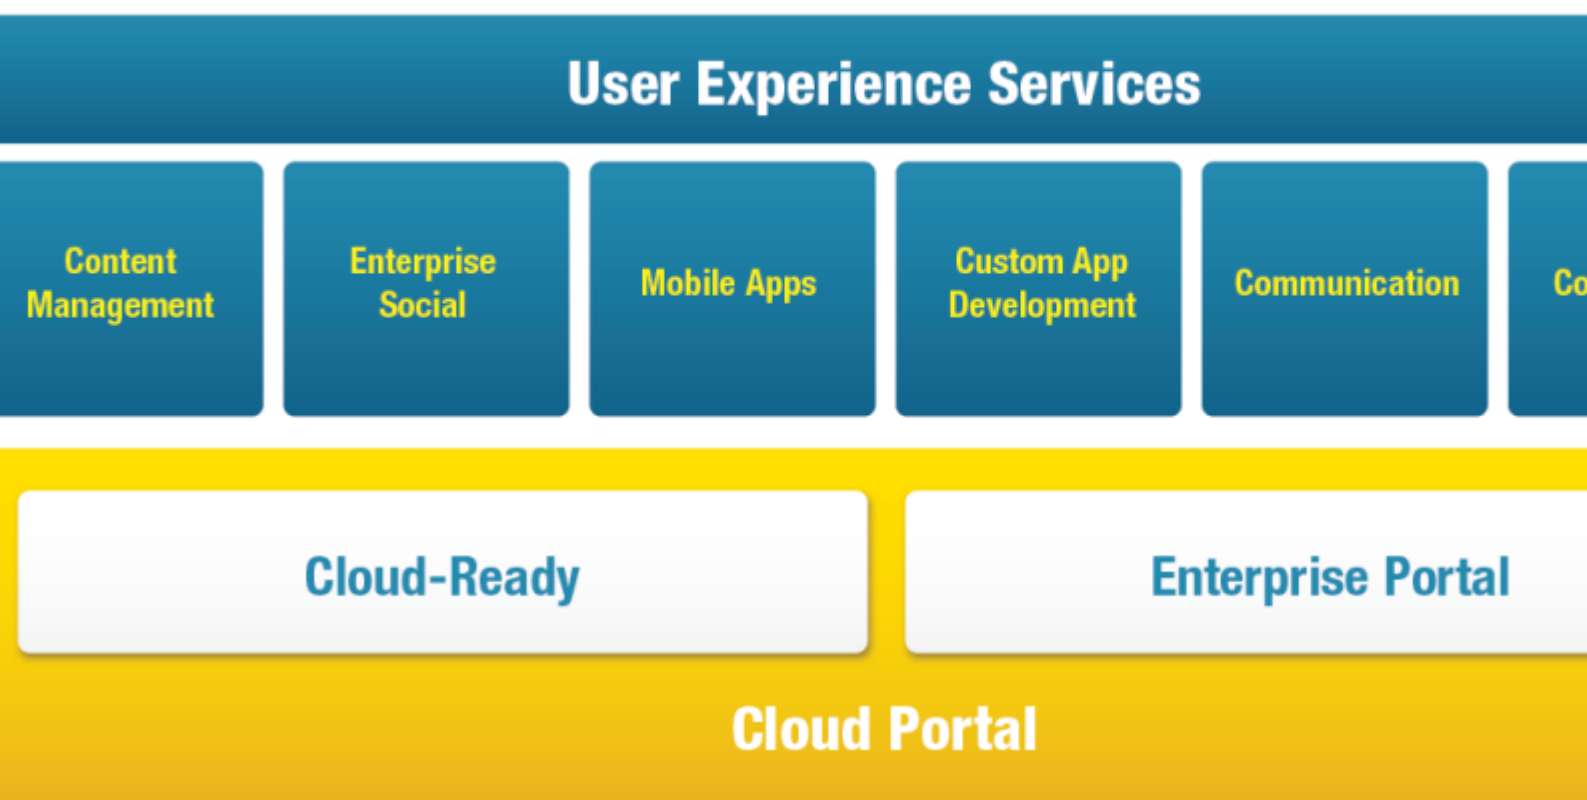 User Experience Services
Content
Management
Enterprise
Social
Mobile Apps
Custom App
Development
Communication
Cloud-Ready
Enterprise Portal
Cloud Portal